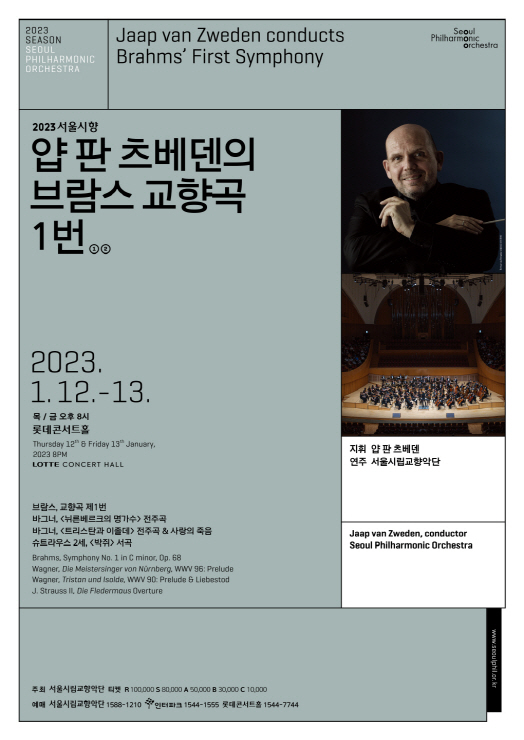 2023
SEASON
SEOUL
PHILHARMONIC
ORCHESTRA
Jaap van Zweden conducts
Brahms’ First Symphony
Seoul
Philharmonic
Orchestra
2023 서울시향
얍 판 츠베덴의
브람스 교향곡
1번 ①②
2023.
1. 12.-13.
목 / 금 오후 8시
롯데콘서트홀
Thursday 12th & Friday 13th January,
2023 8PM
LOTTE CONCERT HALL
지휘 얍 판 츠베덴
연주 서울시립교향악단
브람스, 교향곡 제1번
바그너, <뉘른베르크의 명가수> 전주곡
바그너, <트리스탄과 이졸데> 전주곡 & 사랑의 죽음
슈트라우스 2세, <박쥐> 서곡
Brahms, Symphony No. 1 in C minor, Op. 68
Wagner, Die Meistersinger von Nürnberg, WWV 96: Prelude
Wagner, Tristan und Isolde, WWV 90: Prelude & Liebestod
J. Strauss II, Die Fledermaus Overture
Jaap van Zweden, conductor
Seoul Philharmonic Orchestra
www.seoulphil.or.kr
주최 서울시립교향악단 티켓 R 100,000 S 80,000 A 50,000 B 30,000 C 10,000
예매 서울시립교향악단 1588-1210 인터파크 1544-1555 롯데콘서트홀 1544-7744